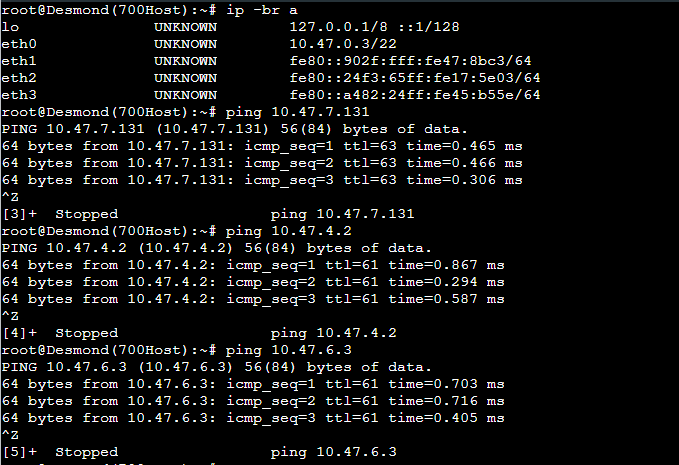 root@Desmond(700Host):~# ip -br a
lo               UNKNOWN        127.0.0.1/8 ::1/128
eth0             UNKNOWN        10.47.0.3/22
eth1             UNKNOWN        fe80::902f:fff:fe47:8bc3/64
eth2             UNKNOWN        fe80::24f3:65ff:fe17:5e03/64
eth3             UNKNOWN        fe80::a482:24ff:fe45:b55e/64
root@Desmond(700Host):~# ping 10.47.7.131
PING 10.47.7.131 (10.47.7.131) 56(84) bytes of data.
64 bytes from 10.47.7.131: icmp_seq=1 ttl=63 time=0.465 ms
64 bytes from 10.47.7.131: icmp_seq=2 ttl=63 time=0.466 ms
64 bytes from 10.47.7.131: icmp_seq=3 ttl=63 time=0.306 ms
^Z
[3]+  Stopped                 ping 10.47.7.131
root@Desmond(700Host):~# ping 10.47.4.2
PING 10.47.4.2 (10.47.4.2) 56(84) bytes of data.
64 bytes from 10.47.4.2: icmp_seq=1 ttl=61 time=0.867 ms
64 bytes from 10.47.4.2: icmp_seq=2 ttl=61 time=0.294 ms
64 bytes from 10.47.4.2: icmp_seq=3 ttl=61 time=0.587 ms
^Z
[4]+  Stopped                 ping 10.47.4.2
root@Desmond(700Host):~# ping 10.47.6.3
PING 10.47.6.3 (10.47.6.3) 56(84) bytes of data.
64 bytes from 10.47.6.3: icmp_seq=1 ttl=61 time=0.703 ms
64 bytes from 10.47.6.3: icmp_seq=2 ttl=61 time=0.716 ms
64 bytes from 10.47.6.3: icmp_seq=3 ttl=61 time=0.405 ms
^Z
[5]+  Stopped                 ping 10.47.6.3